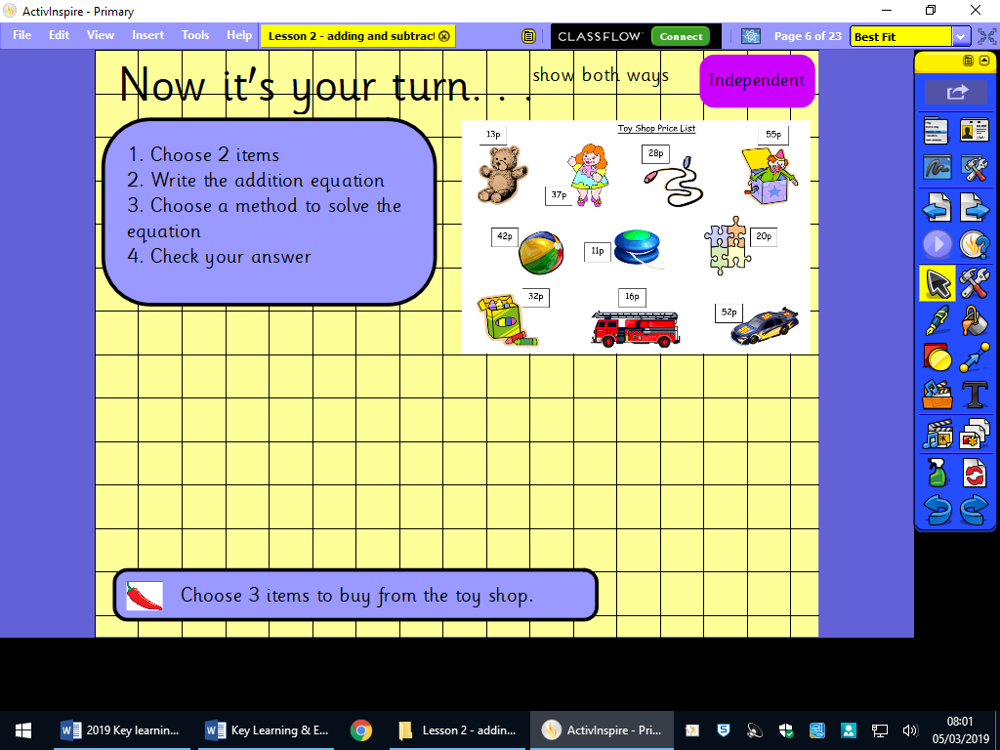 ActivInspire - Primary
File Edit View Insert Tools Help
Lesson 2 - adding and subtract
CLASSFLOW Connect
Page 6 of 23
Best Fit
Now it's your turn. . .
show both ways
Independent
1. Choose 2 items
2. Write the addition equation
3. Choose a method to solve the
equation
4. Check your answer
Toy Shop Price List
13p
37p
28p
55p
42p
11p
20p
32p
16p
52p
Choose 3 items to buy from the toy shop.
2019 Key learnin...
Key Learning & E...
Lesson 2 - addin...
ActivInspire - Pri...
08:01
05/03/2019